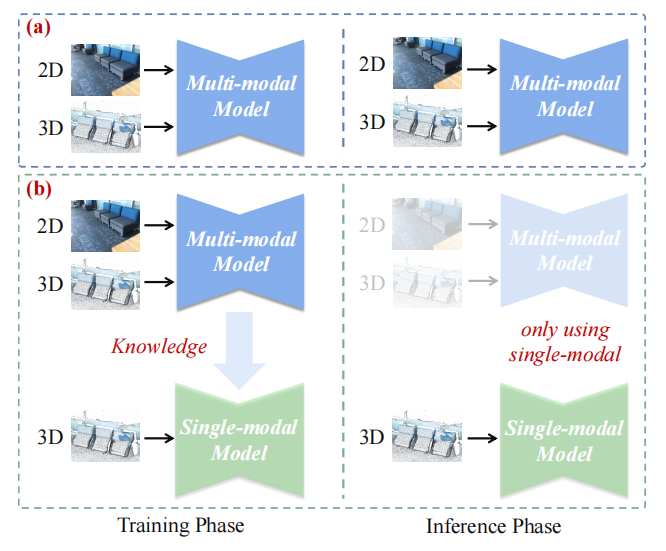 (a)
2D
3D
Multi-modal
Model
2D
3D
Multi-modal
Model
(b)
2D
3D
Multi-modal
Model
Knowledge
3D
Single-modal
Model
2D
3D
Multi-modal
Model
only using
single-modal
3D
Single-modal
Model
Training Phase
Inference Phase